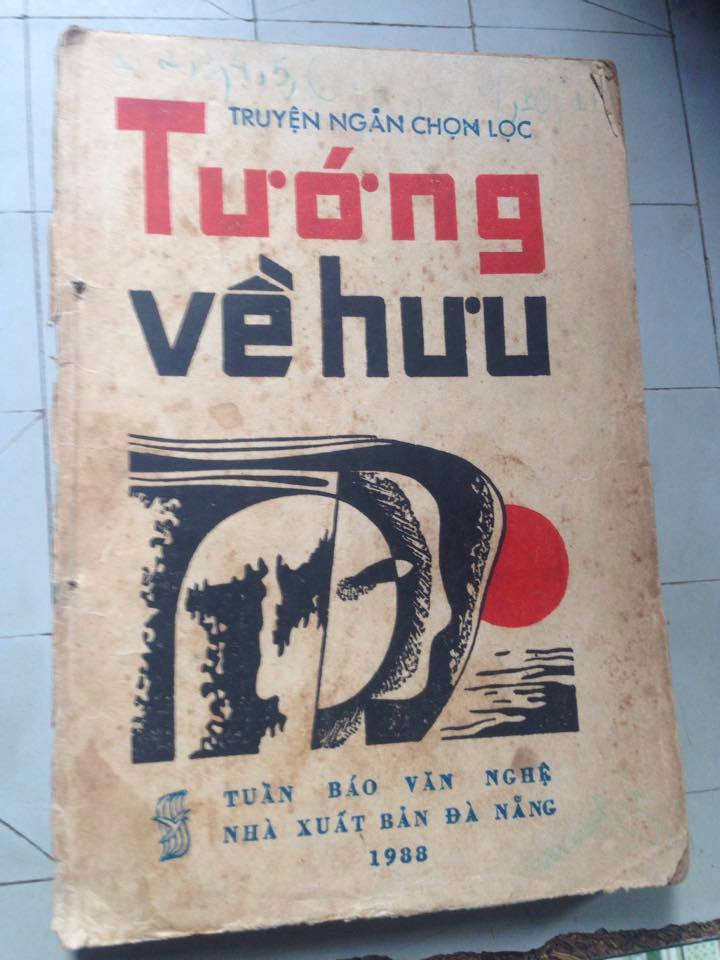 TRUYỆN NGẮN CHỌN LỌC
Tướng
về hưu
TUẦN BÁO VĂN NGHỆ
NHÀ XUẤT BẢN ĐÀ NẴNG
1988